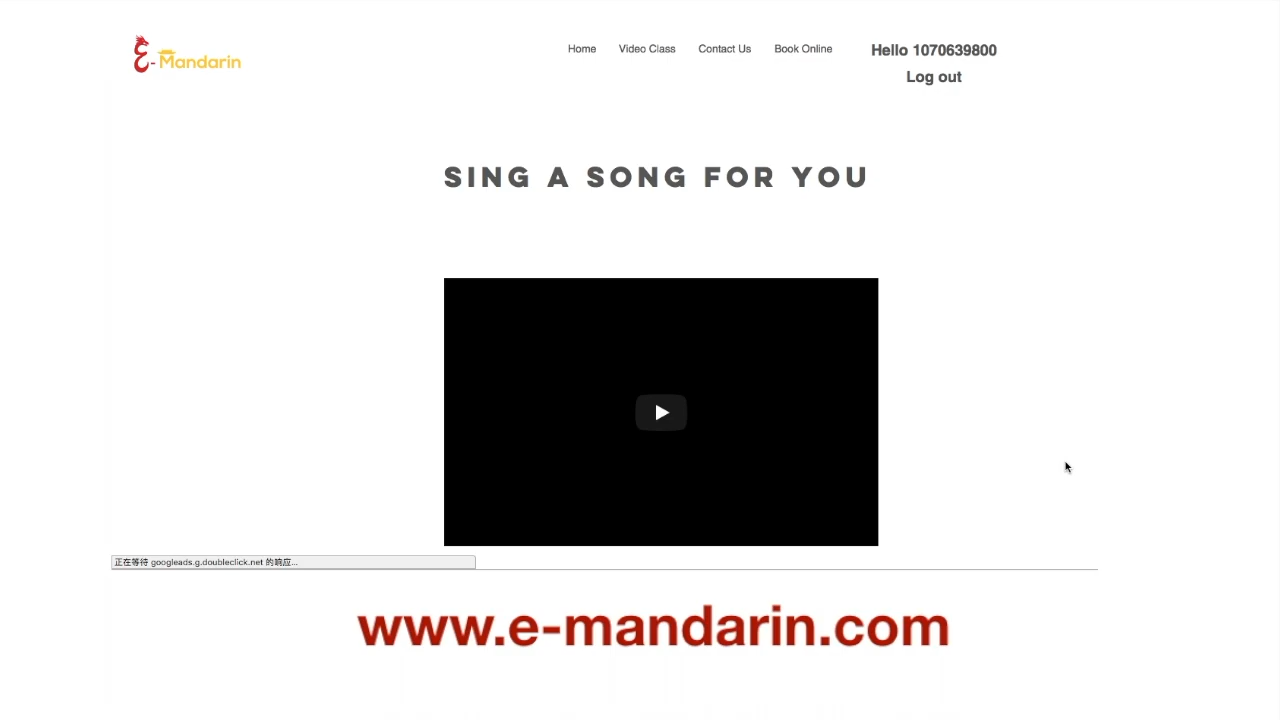 Ɛ-Mandarin
Home Video Class Contact Us Book Online Hello 1070639800
Log out
SING A SONG FOR YOU
正在等待 googleads.g.doubleclick.net 的响应...
www.e-mandarin.com